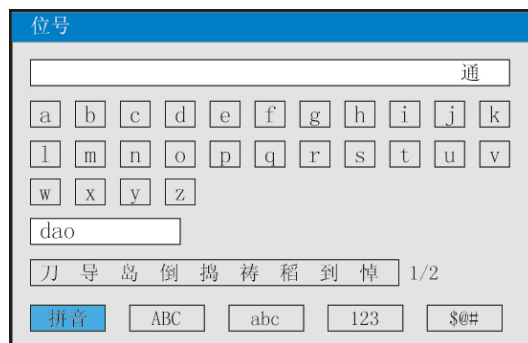 位号
通
a b c d e f g h i j k
l m n o p q r s t u v
w x y z
dao
刀 导 岛 倒 捣 祷 稻 到 悼 1/2
拼音 ABC abc 123 $@#